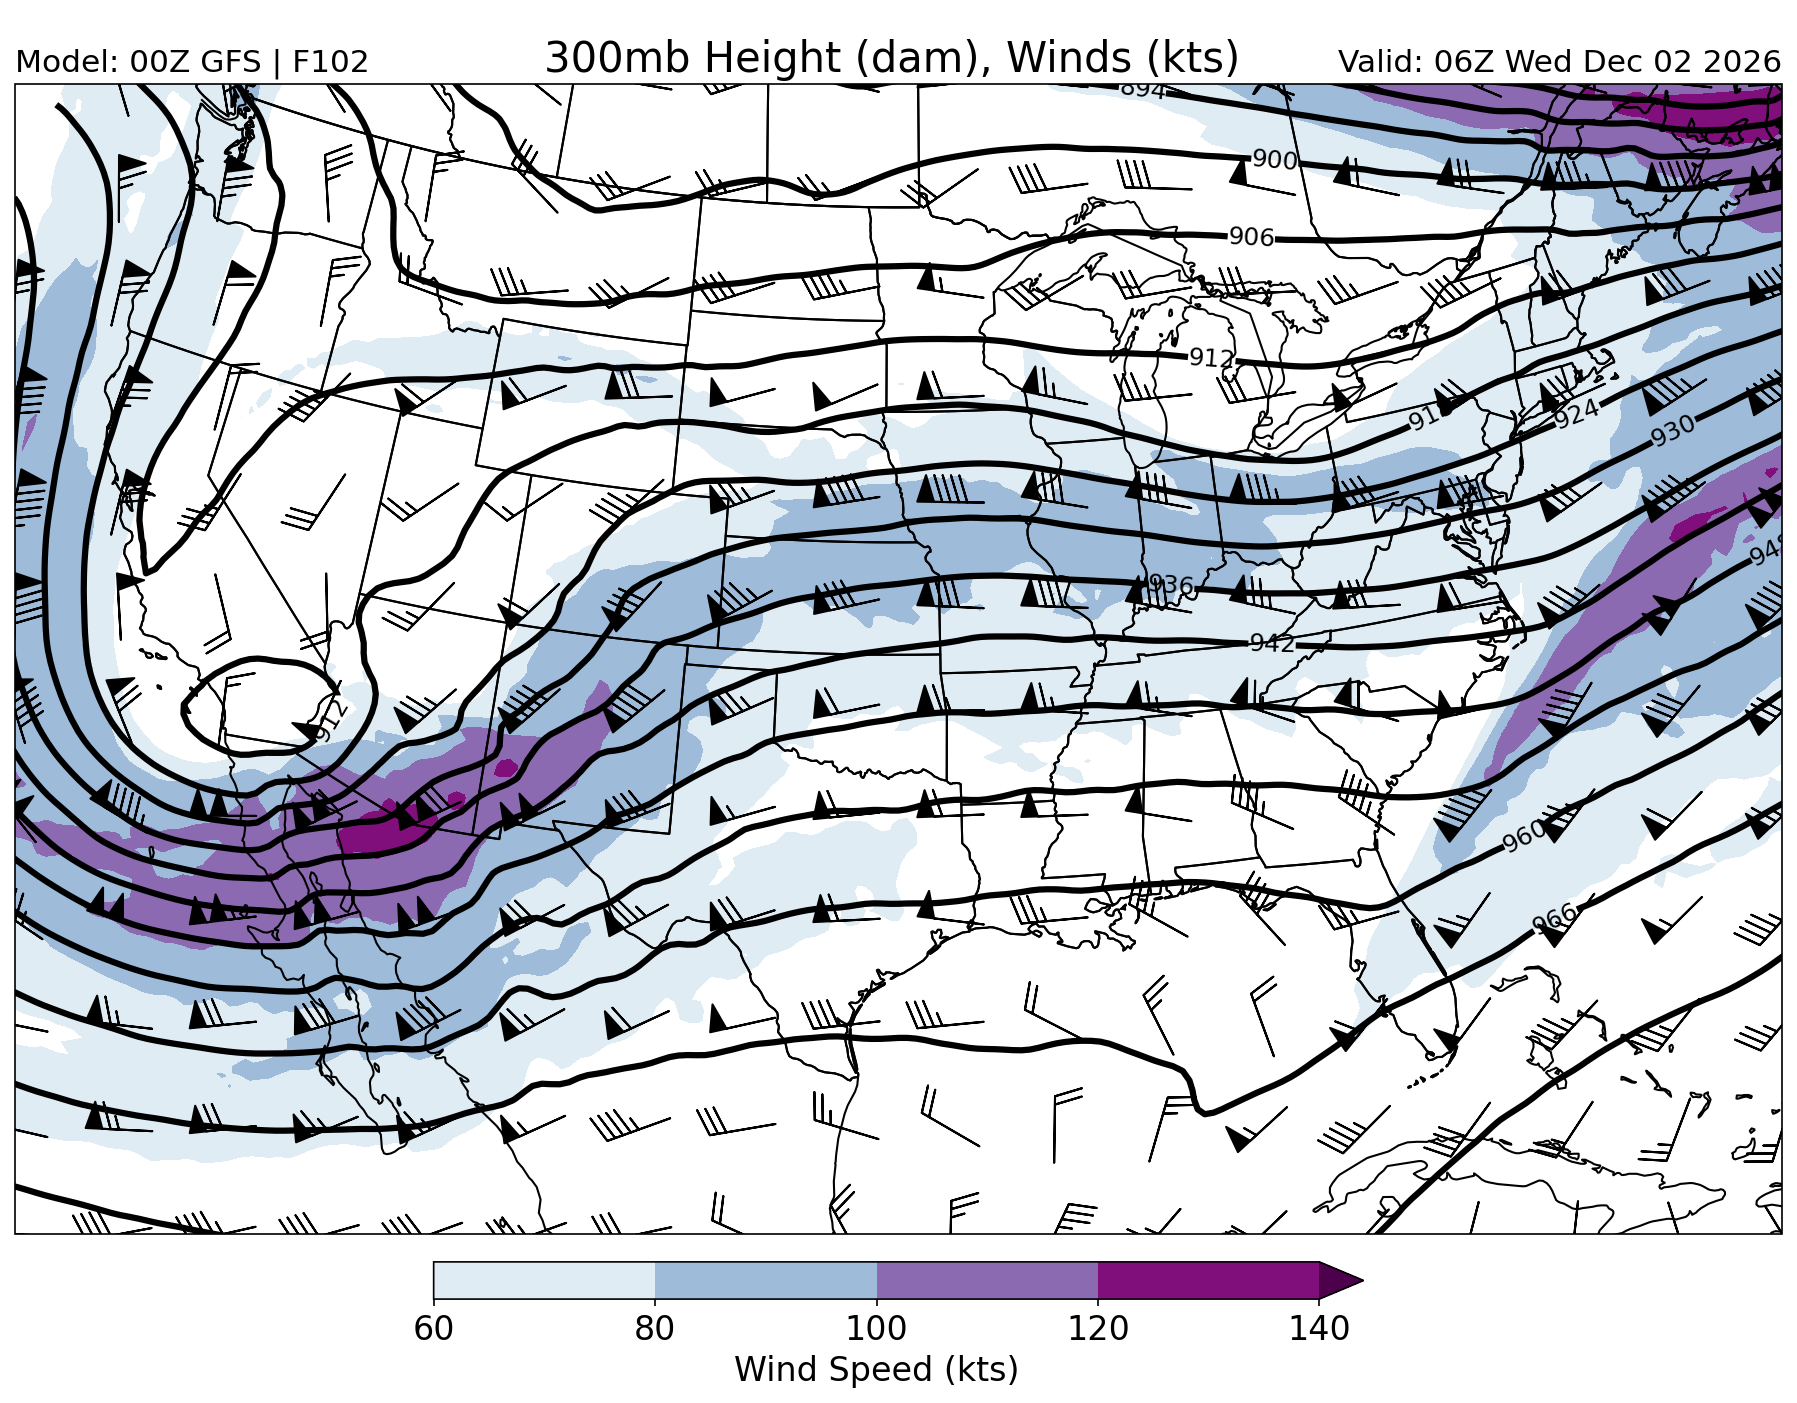 Model: 00Z GFS | F102
300mb Height (dam), Winds (kts)
Valid: 06Z Wed Dec 02 2026
894
900
906
912
924
930
936
942
912
960
966
60 80 100 120 140
Wind Speed (kts)